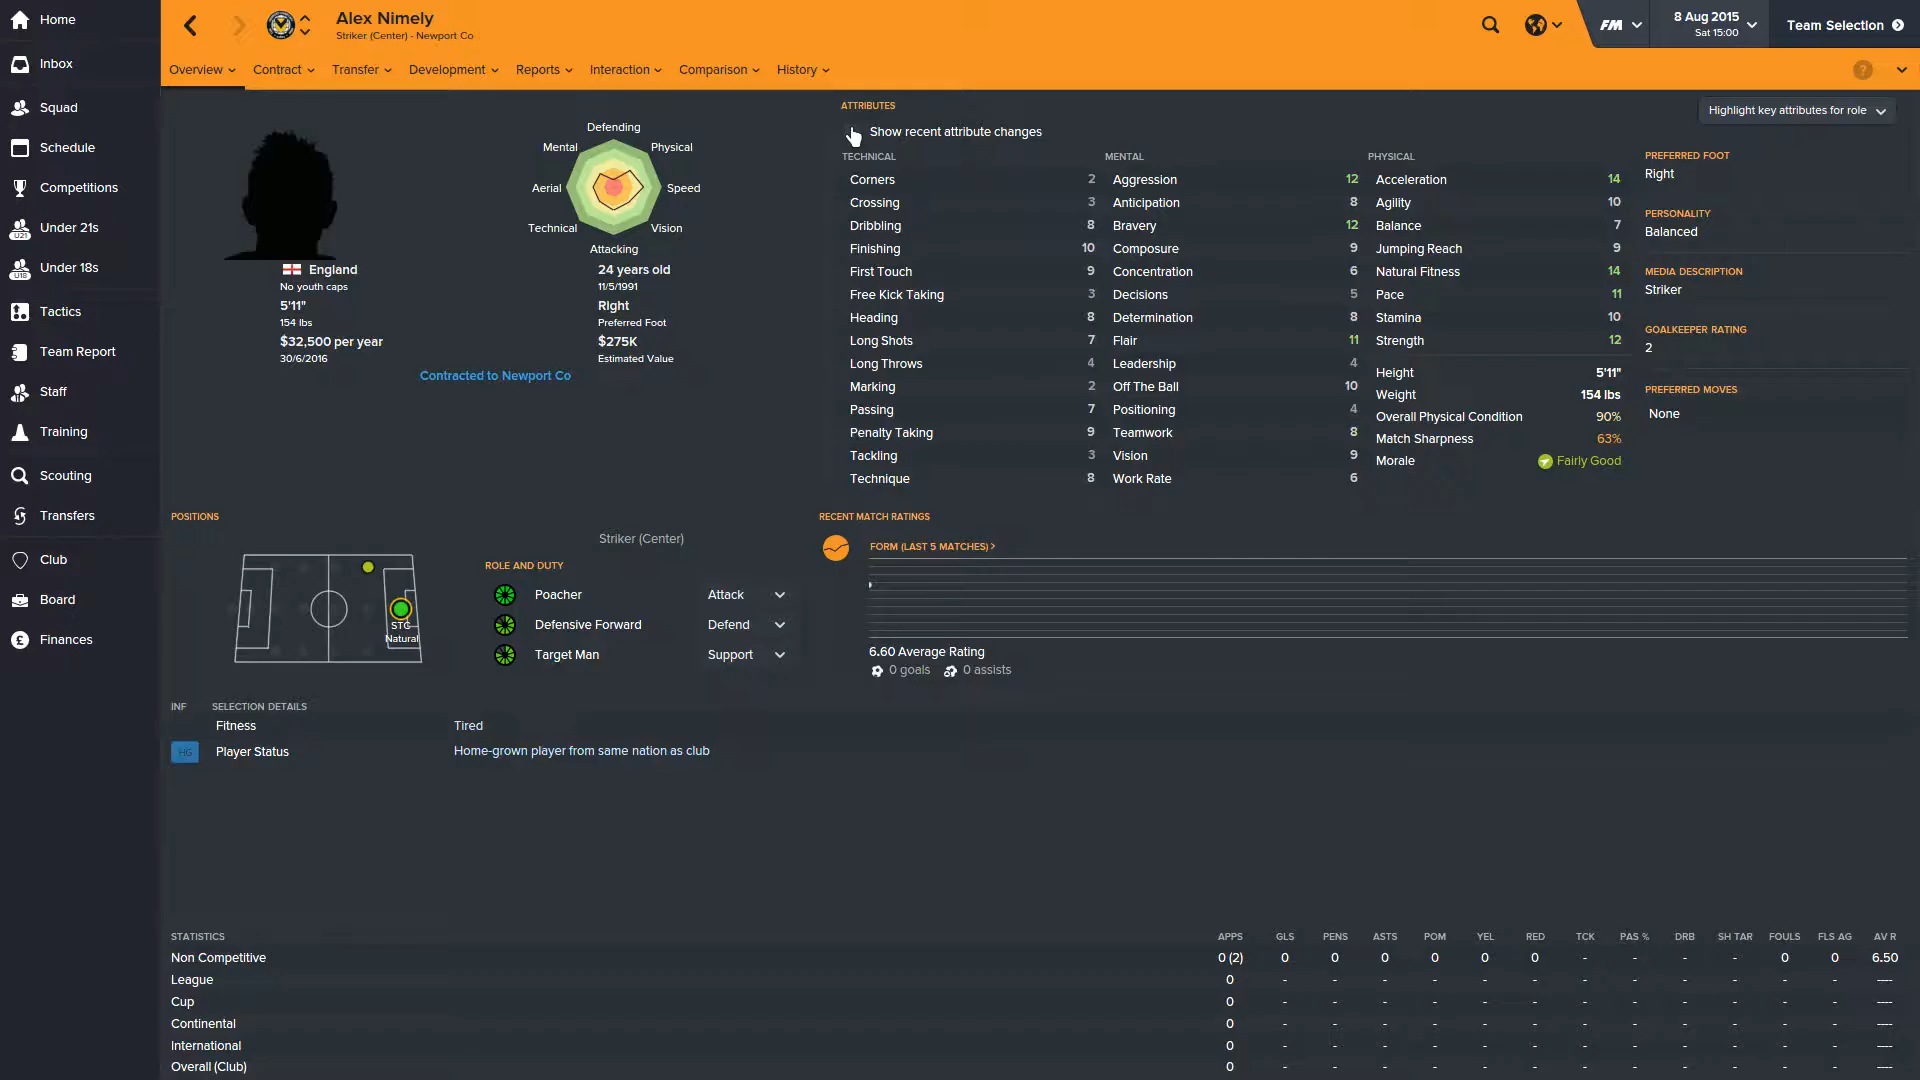 Home
Inbox
Squad
Schedule
Competitions
Under 21s
Under 18s
Tactics
Team Report
Staff
Training
Scouting
Transfers
Club
Board
Finances
Alex Nimely
Striker (Center) - Newport Co
FM
8 Aug 2015
Sat 15:00
Team Selection
Overview
Contract
Transfer
Development
Reports
Interaction
Comparison
History
?
Defending
Mental
Physical
Aerial
Speed
Technical
Vision
Attacking
England
No youth caps
5'11"
154 lbs
$32,500 per year
30/6/2016
24 years old
11/5/1991
Right
Preferred Foot
$275K
Estimated Value
Contracted to Newport Co
ATTRIBUTES
Show recent attribute changes
Highlight key attributes for role
TECHNICAL
Corners 2
Crossing 3
Dribbling 8
Finishing 10
First Touch 9
Free Kick Taking 3
Heading 8
Long Shots 7
Long Throws 4
Marking 2
Passing 7
Penalty Taking 9
Tackling 3
Technique 8
MENTAL
Aggression 12
Anticipation 8
Bravery 12
Composure 9
Concentration 6
Decisions 5
Determination 8
Flair 11
Leadership 4
Off The Ball 10
Positioning 4
Teamwork 8
Vision 9
Work Rate 6
PHYSICAL
Acceleration 14
Agility 10
Balance 7
Jumping Reach 9
Natural Fitness 14
Pace 11
Stamina 10
Strength 12
Height 5'11"
Weight 154 lbs
Overall Physical Condition 90%
Match Sharpness 63%
Morale Fairly Good
PREFERRED FOOT
Right
PERSONALITY
Balanced
MEDIA DESCRIPTION
Striker
GOALKEEPER RATING
2
PREFERRED MOVES
None
POSITIONS
Striker (Center)
STC
Natural
ROLE AND DUTY
Poacher Attack
Defensive Forward Defend
Target Man Support
RECENT MATCH RATINGS
FORM (LAST 5 MATCHES) >
6.60 Average Rating
0 goals 0 assists
INF SELECTION DETAILS
Fitness Tired
HG Player Status Home-grown player from same nation as club
STATISTICS APPS GLS PENS ASTS POM YEL RED TCK PAS % DRB SH TAR FOULS FLS AG AV R
Non Competitive 0 (2) 0 0 0 0 0 0 - - - - 0 0 6.50
League 0 - - - - - - - - - - - - ----
Cup 0 - - - - - - - - - - - - ----
Continental 0 - - - - - - - - - - - - ----
International 0 - - - - - - - - - - - - ----
Overall (Club) 0 - - - - - - - - - - - - ----